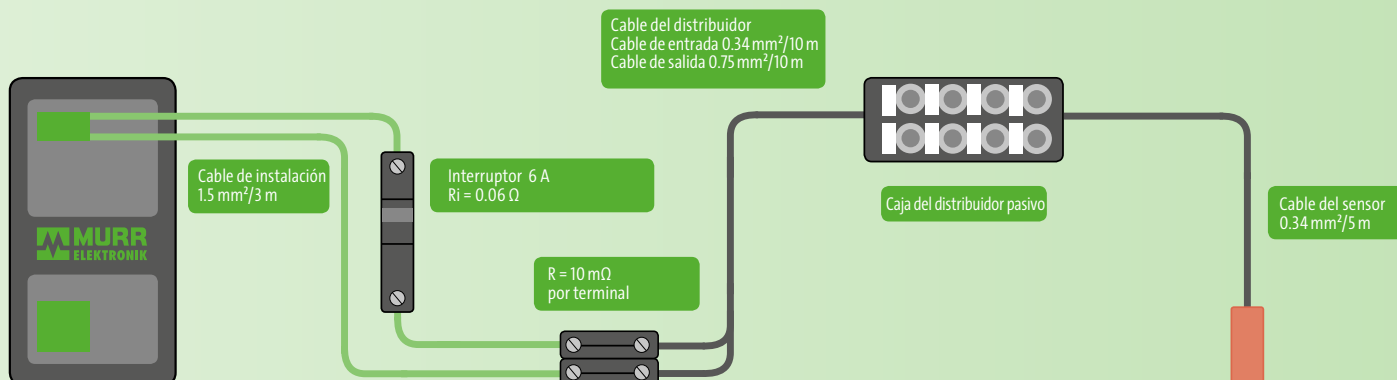 Cable del distribuidor
Cable de entrada 0.34 mm²/10 m
Cable de salida 0.75 mm²/10 m
Cable de instalación
1.5 mm²/3 m
Interruptor 6 A
Ri = 0.06 Ω
Caja del distribuidor pasivo
Cable del sensor
0.34 mm²/5 m
MURR
ELEKTRONIK
R = 10 mΩ
por terminal